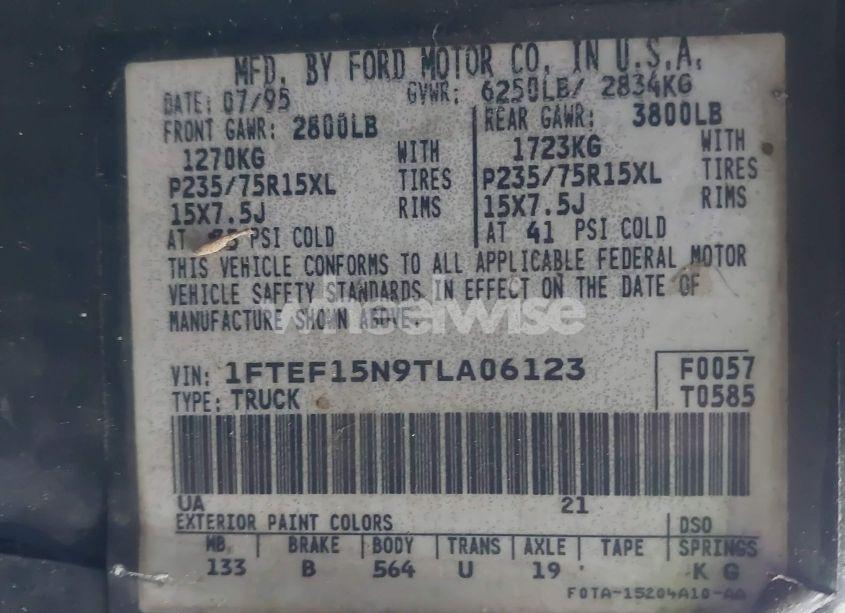 MFD. BY FORD MOTOR CO. IN U.S.A.
DATE: 07/95 GVWR: 6250LB/ 2834KG
FRONT GAWR: 2800LB REAR GAWR: 3800LB
1270KG WITH 1723KG WITH
P235/75R15XL TIRES P235/75R15XL TIRES
15X7.5J RIMS 15X7.5J RIMS
AT PSI COLD AT 41 PSI COLD
THIS VEHICLE CONFORMS TO ALL APPLICABLE FEDERAL MOTOR
VEHICLE SAFETY STANDARDS IN EFFECT ON THE DATE OF
MANUFACTURE SHOWN ABOVE.
wheelwise
VIN: 1FTEF15N9TLA06123 F0057
TYPE: TRUCK T0585
UA 21
EXTERIOR PAINT COLORS DSO
WB BRAKE BODY TRANS AXLE TAPE SPRINGS
133 B 564 U 19 K G
F0TA-15204A10-AA